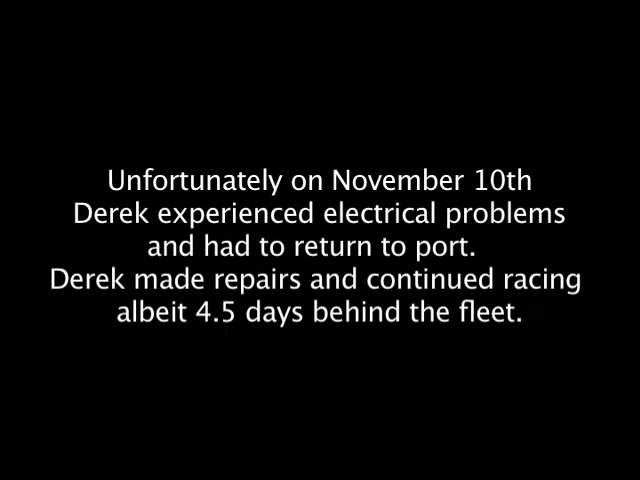 Unfortunately on November 10th
Derek experienced electrical problems
and had to return to port.
Derek made repairs and continued racing
albeit 4.5 days behind the fleet.